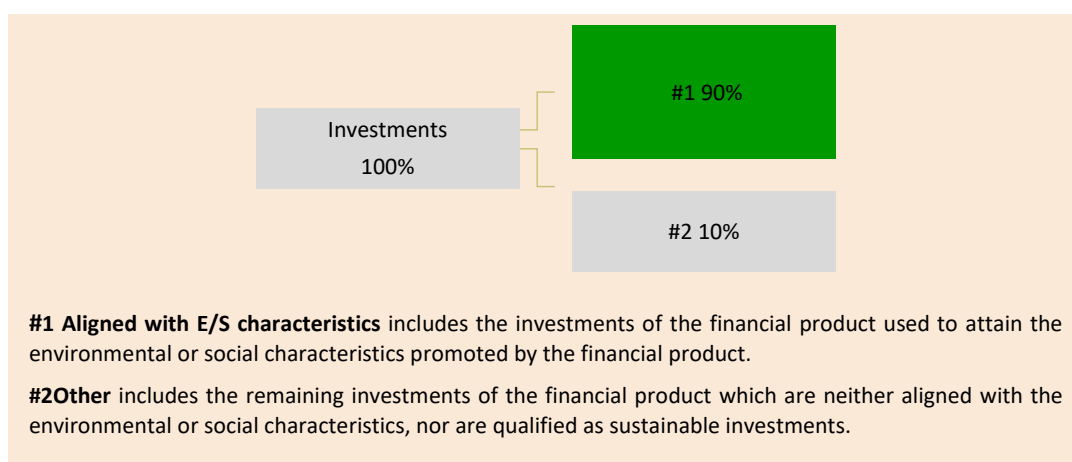 #1 90%
Investments
100%
#2 10%
#1 Aligned with E/S characteristics includes the investments of the financial product used to attain the
environmental or social characteristics promoted by the financial product.
#2Other includes the remaining investments of the financial product which are neither aligned with the
environmental or social characteristics, nor are qualified as sustainable investments.